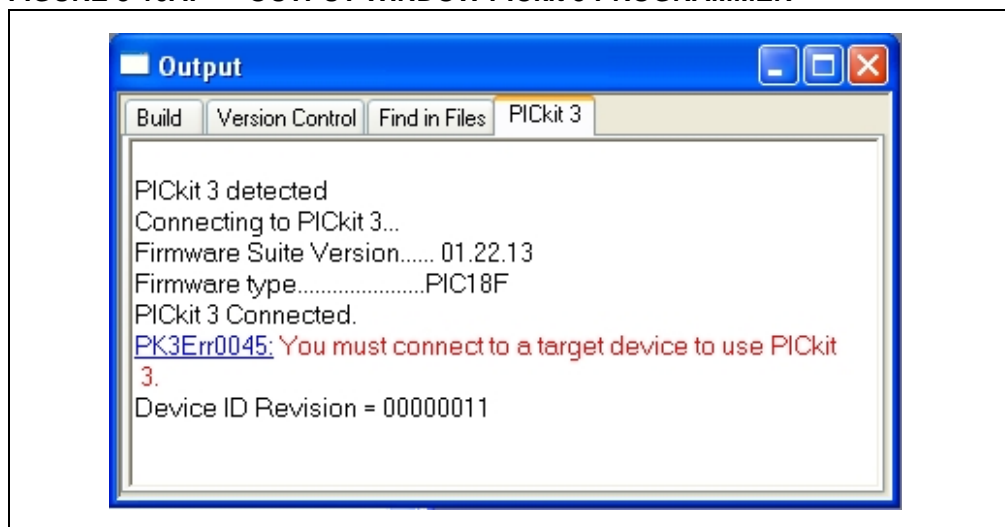 Output
Build Version Control Find in Files PICkit 3
PICkit 3 detected
Connecting to PICkit 3...
Firmware Suite Version...... 01.22.13
Firmware type......................PIC18F
PICkit 3 Connected.
PK3Err0045: You must connect to a target device to use PICkit
3.
Device ID Revision = 00000011